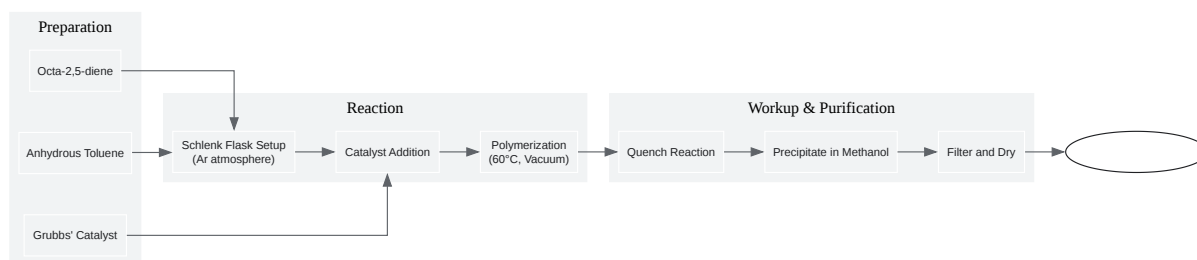 Preparation
Octa-2,5-diene
Anhydrous Toluene
Grubbs' Catalyst
Reaction
Schlenk Flask Setup
(Ar atmosphere)
Catalyst Addition
Polymerization
(60°C, Vacuum)
Workup & Purification
Quench Reaction
Precipitate in Methanol
Filter and Dry